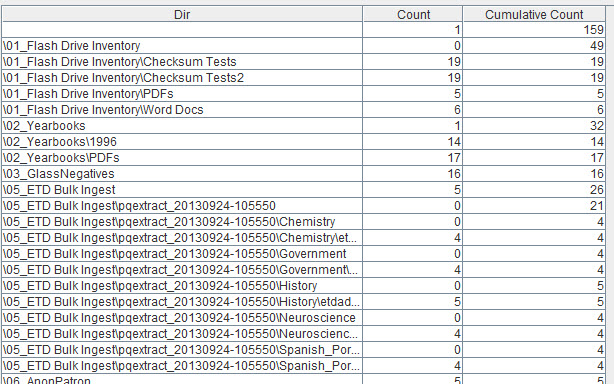 Dir Count Cumulative Count
1 159
\01_Flash Drive Inventory 0 49
\01_Flash Drive Inventory\Checksum Tests 19 19
\01_Flash Drive Inventory\Checksum Tests2 19 19
\01_Flash Drive Inventory\PDFs 5 5
\01_Flash Drive Inventory\Word Docs 6 6
\02_Yearbooks 1 32
\02_Yearbooks\1996 14 14
\02_Yearbooks\PDFs 17 17
\03_GlassNegatives 16 16
\05_ETD Bulk Ingest 5 26
\05_ETD Bulk Ingest\pqextract_20130924-105550 0 21
\05_ETD Bulk Ingest\pqextract_20130924-105550\Chemistry 0 4
\05_ETD Bulk Ingest\pqextract_20130924-105550\Chemistry\et... 4 4
\05_ETD Bulk Ingest\pqextract_20130924-105550\Government 0 4
\05_ETD Bulk Ingest\pqextract_20130924-105550\Government\... 4 4
\05_ETD Bulk Ingest\pqextract_20130924-105550\History 0 5
\05_ETD Bulk Ingest\pqextract_20130924-105550\History\etdad... 5 5
\05_ETD Bulk Ingest\pqextract_20130924-105550\Neuroscience 0 4
\05_ETD Bulk Ingest\pqextract_20130924-105550\Neuroscienc... 4 4
\05_ETD Bulk Ingest\pqextract_20130924-105550\Spanish_Por... 0 4
\05_ETD Bulk Ingest\pqextract_20130924-105550\Spanish_Por... 4 4
\06_AnonPatron 5 5